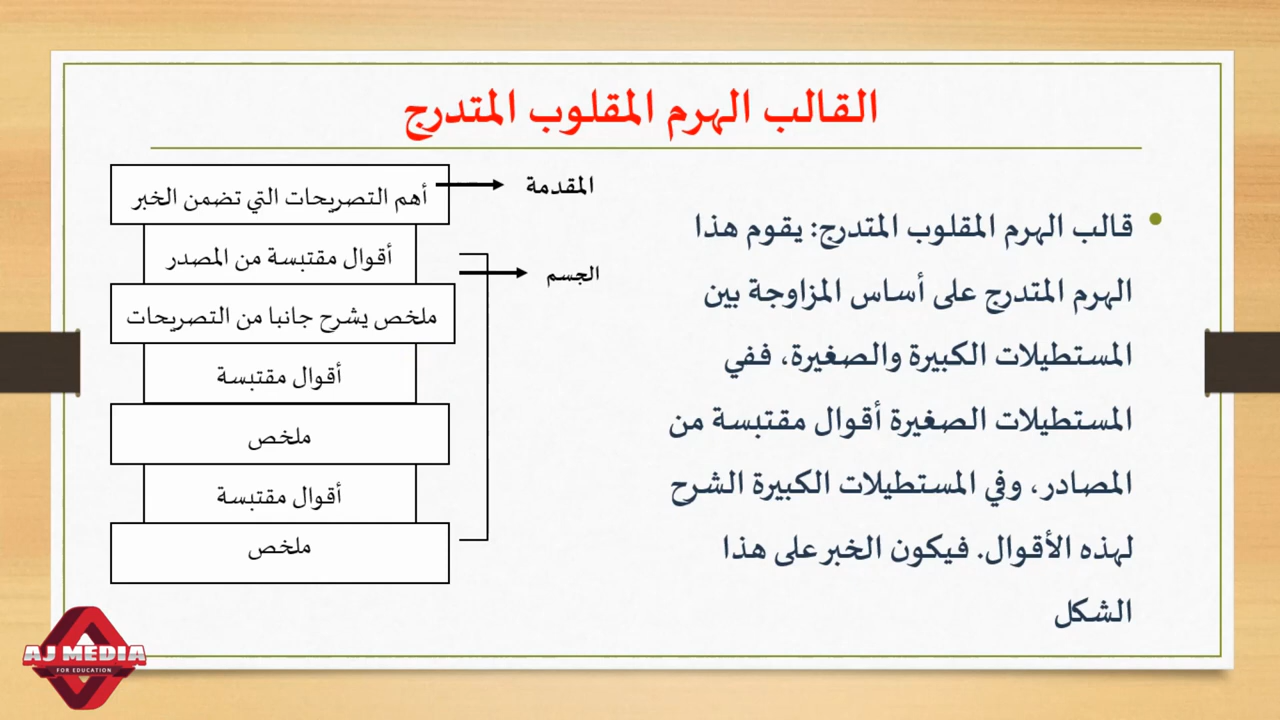 القالب الهرم المقلوب المتدرج
قالب الهرم المقلوب المتدرج: يقوم هذا
الهرم المتدرج على أساس المزاوجة بين
المستطيلات الكبيرة والصغيرة، ففي
المستطيلات الصغيرة أقوال مقتبسة من
المصادر، وفي المستطيلات الكبيرة الشرح
لهذه الأقوال. فيكون الخبر على هذا
الشكل
المقدمة
أهم التصريحات التي تضمن الخبر
الجسم
أقوال مقتبسة من المصدر
ملخص يشرح جانبا من التصريحات
أقوال مقتبسة
ملخص
أقوال مقتبسة
ملخص
AJ MEDIA
FOR EDUCATION